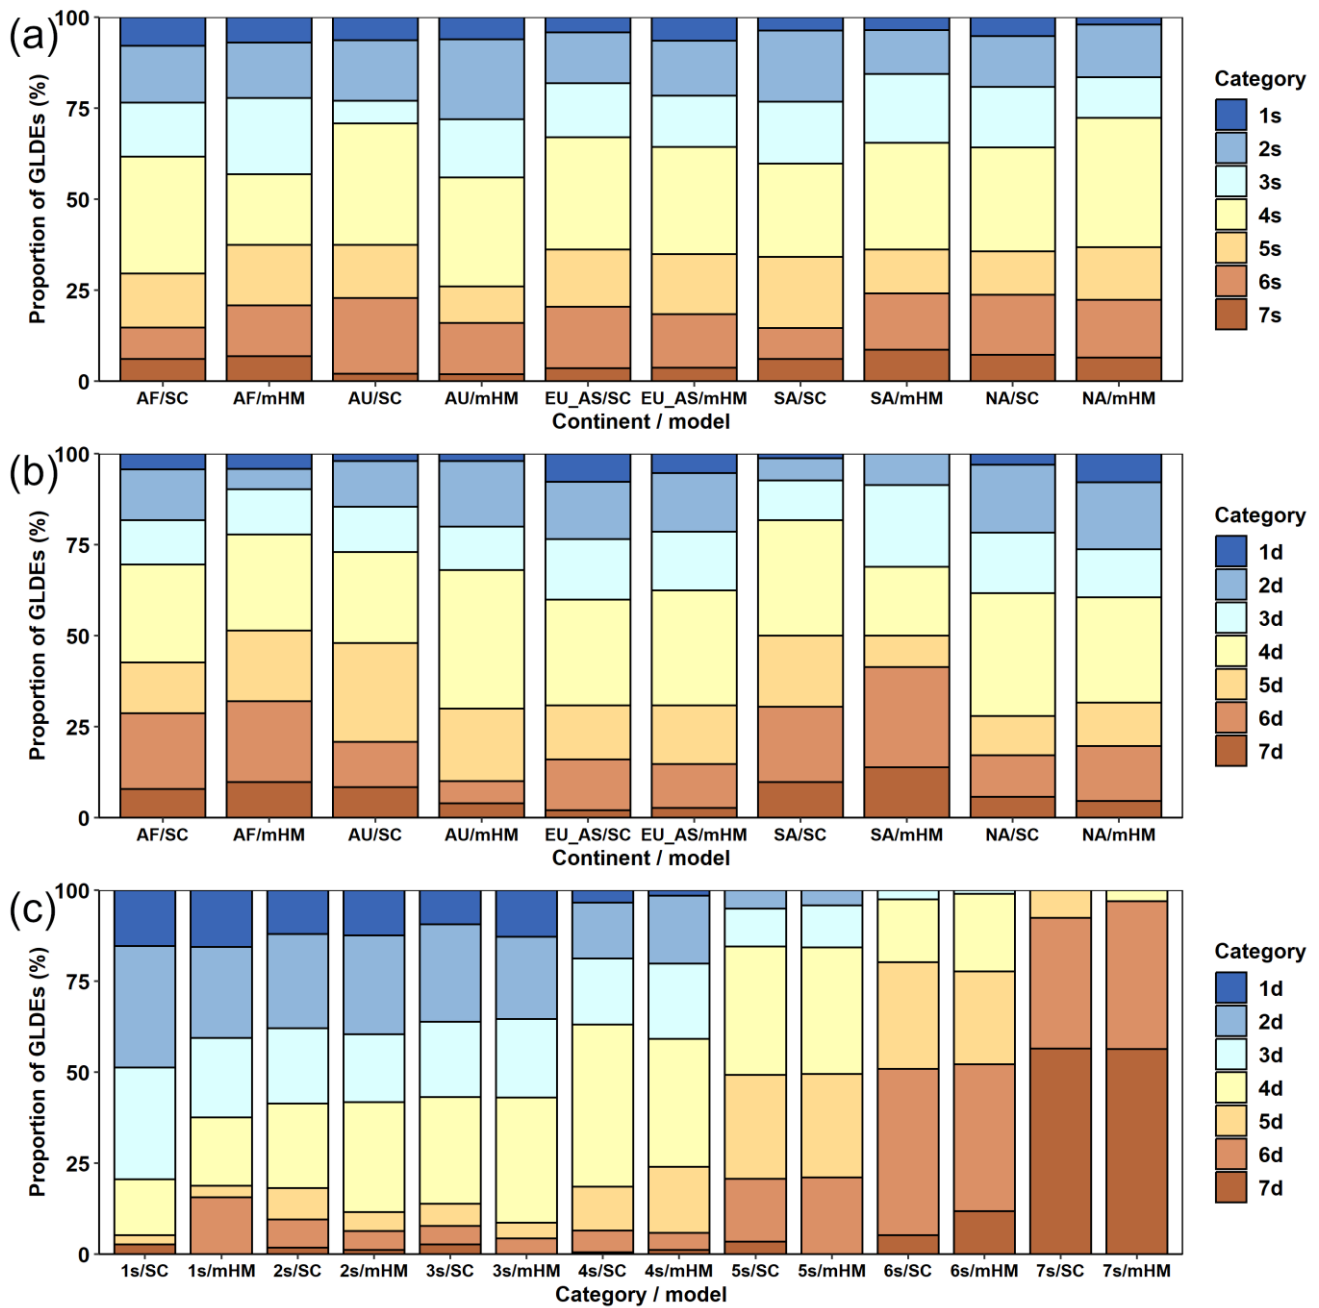 (a)
Proportion of GLDEs (%)
100
75
50
25
0
AF/SC AF/mHM AU/SC AU/mHM EU_AS/SC EU_AS/mHM SA/SC SA/mHM NA/SC NA/mHM
Continent / model
Category
1s
2s
3s
4s
5s
6s
7s
(b)
Proportion of GLDEs (%)
100
75
50
25
0
AF/SC AF/mHM AU/SC AU/mHM EU_AS/SC EU_AS/mHM SA/SC SA/mHM NA/SC NA/mHM
Continent / model
Category
1d
2d
3d
4d
5d
6d
7d
(c)
Proportion of GLDEs (%)
100
75
50
25
0
1s/SC 1s/mHM 2s/SC 2s/mHM 3s/SC 3s/mHM 4s/SC 4s/mHM 5s/SC 5s/mHM 6s/SC 6s/mHM 7s/SC 7s/mHM
Category / model
Category
1d
2d
3d
4d
5d
6d
7d